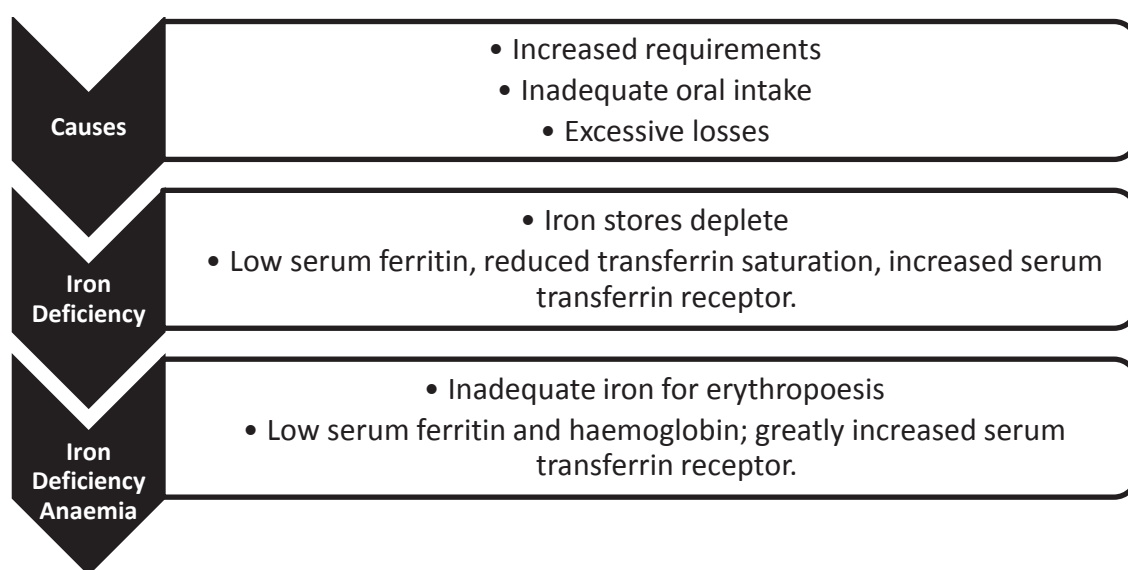 Causes
• Increased requirements
• Inadequate oral intake
• Excessive losses
Iron
Deficiency
• Iron stores deplete
• Low serum ferritin, reduced transferrin saturation, increased serum
transferrin receptor.
Iron
Deficiency
Anaemia
• Inadequate iron for erythropoesis
• Low serum ferritin and haemoglobin; greatly increased serum
transferrin receptor.